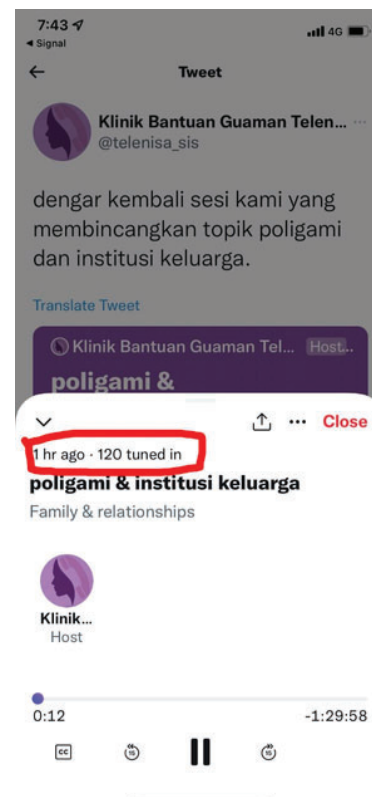 7:43
◄ Signal
4G
Tweet
Klinik Bantuan Guaman Telen... ...
@telenisa_sis
dengar kembali sesi kami yang
membincangkan topik poligami
dan institusi keluarga.
Translate Tweet
Klinik Bantuan Guaman Tel... Host...
poligami &
... Close
1 hr ago · 120 tuned in
poligami & institusi keluarga
Family & relationships
Klinik...
Host
0:12
-1:29:58
CC
15
15